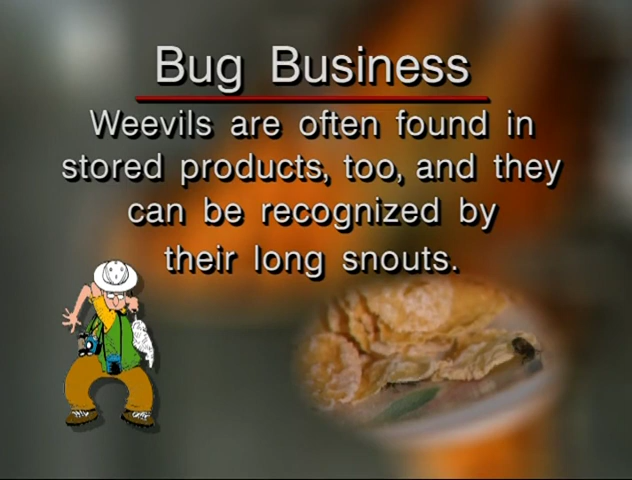 Bug Business
Weevils are often found in
stored products, too, and they
can be recognized by
their long snouts.